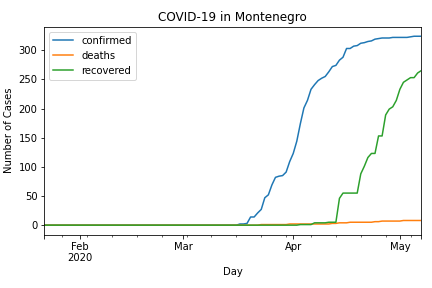 COVID-19 in Montenegro
confirmed
deaths
recovered
Number of Cases
300
250
200
150
100
50
0
Feb
2020
Mar
Apr
May
Day